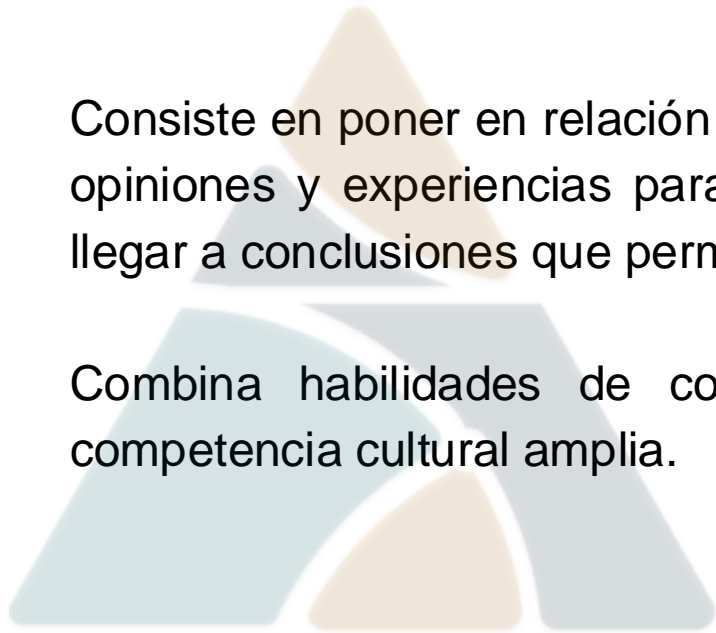 Consiste en poner en relación
opiniones y experiencias para
llegar a conclusiones que perm
Combina habilidades de co
competencia cultural amplia.